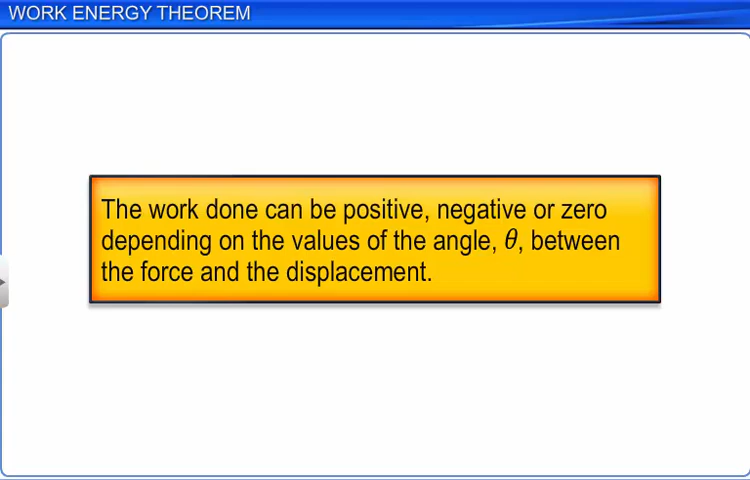 WORK ENERGY THEOREM
The work done can be positive, negative or zero
depending on the values of the angle, θ, between
the force and the displacement.